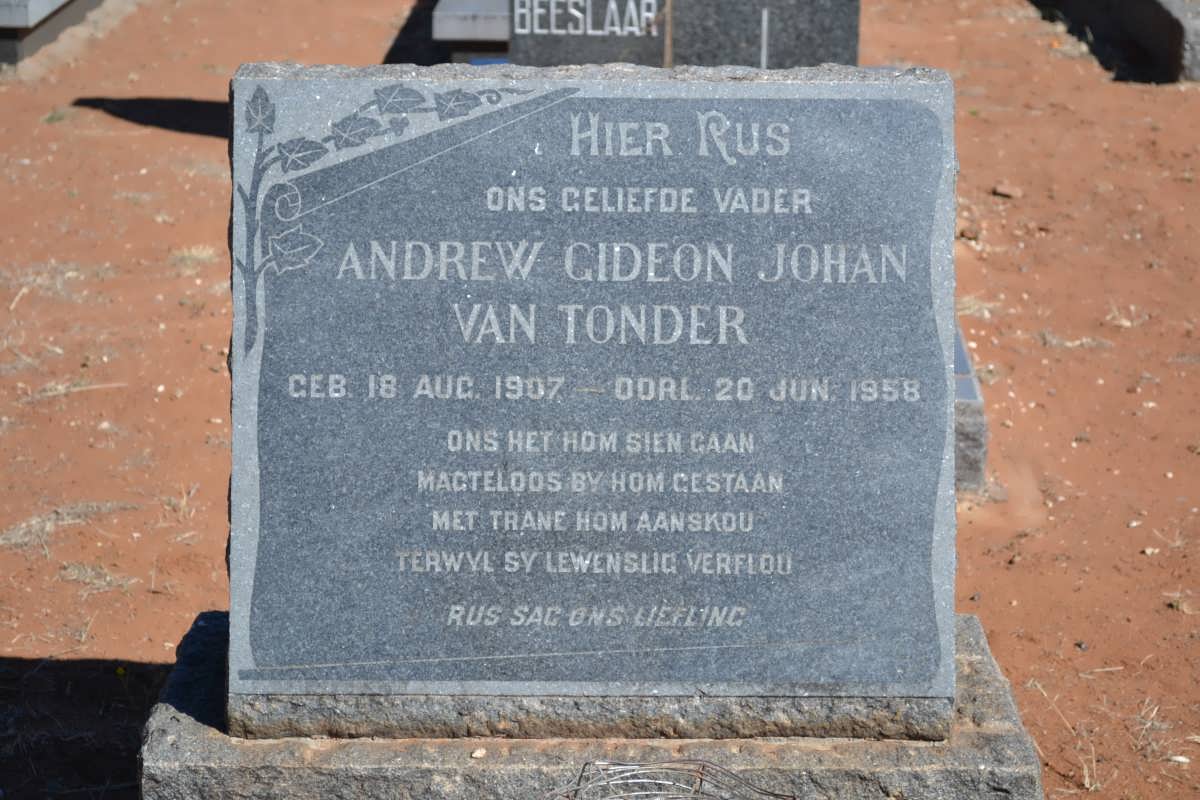 BEESLAAR
HIER RUS
ONS GELIEFDE VADER
ANDREW GIDEON JOHAN
VAN TONDER
GEB. 18 AUG. 1907. — OORL. 20 JUN. 1958
ONS HET HOM SIEN GAAN
MAGTELOOS BY HOM GESTAAN
MET TRANE HOM AANSKOU
TERWYL SY LEWENSLIG VERFLOU
RUS SAG ONS LIEFLING